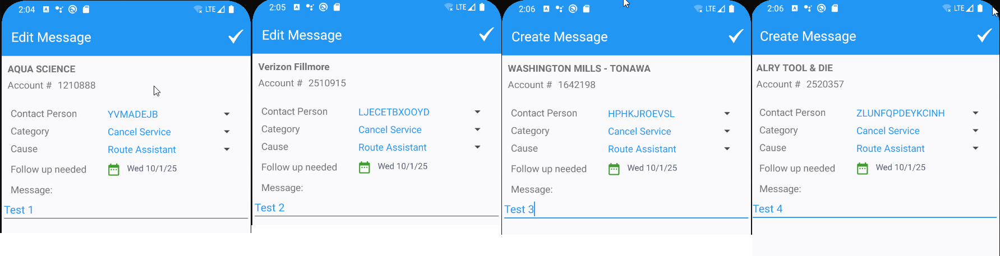 2:04 A LTE
Edit Message
AQUA SCIENCE
Account # 1210888
Contact Person YVMADEJB
Category Cancel Service
Cause Route Assistant
Follow up needed Wed 10/1/25
Message:
Test 1
2:05 A LTE
Edit Message
Verizon Fillmore
Account # 2510915
Contact Person LJECETBXOOYD
Category Cancel Service
Cause Route Assistant
Follow up needed Wed 10/1/25
Message:
Test 2
2:06 A LTE
Create Message
WASHINGTON MILLS - TONAWA
Account # 1642198
Contact Person HPHKJROEVSL
Category Cancel Service
Cause Route Assistant
Follow up needed Wed 10/1/25
Message:
Test 3
2:06 A LTE
Create Message
ALRY TOOL & DIE
Account # 2520357
Contact Person ZLUNFQPDEYKCINH
Category Cancel Service
Cause Route Assistant
Follow up needed Wed 10/1/25
Message:
Test 4